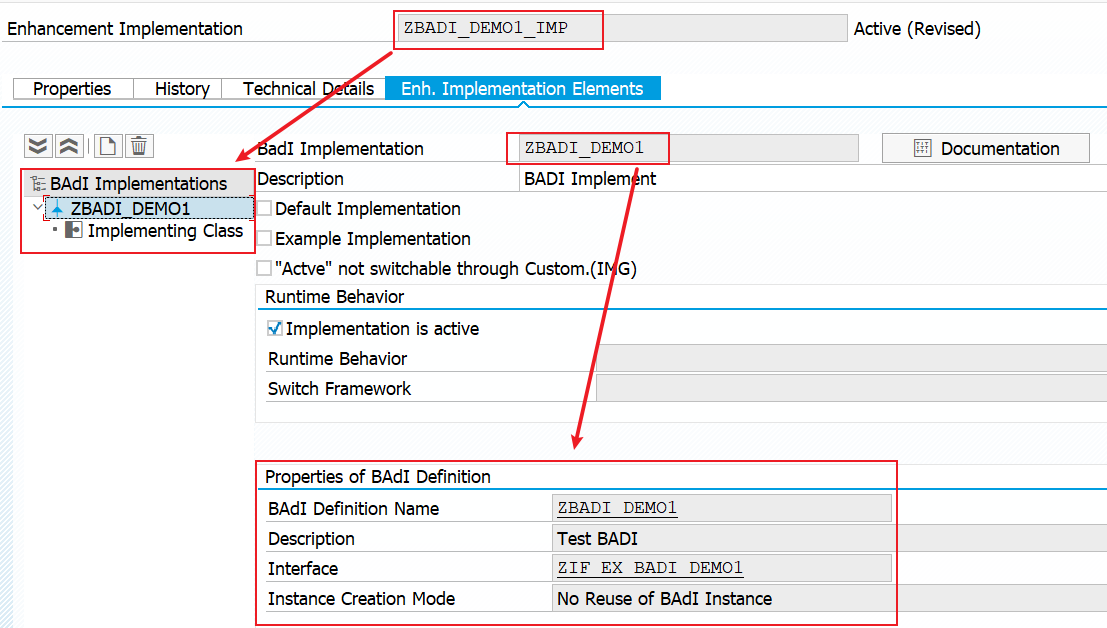 Enhancement Implementation ZBADI_DEMO1_IMP Active (Revised)
Properties History Technical Details Enh. Implementation Elements
BadI Implementation ZBADI_DEMO1 Documentation
BAdI Implementations
ZBADI_DEMO1
Implementing Class
Description BADI Implement
Default Implementation
Example Implementation
"Actve" not switchable through Custom.(IMG)
Runtime Behavior
Implementation is active
Runtime Behavior
Switch Framework
Properties of BAdI Definition
BAdI Definition Name ZBADI_DEMO1
Description Test BADI
Interface ZIF_EX_BADI_DEMO1
Instance Creation Mode No Reuse of BAdI Instance